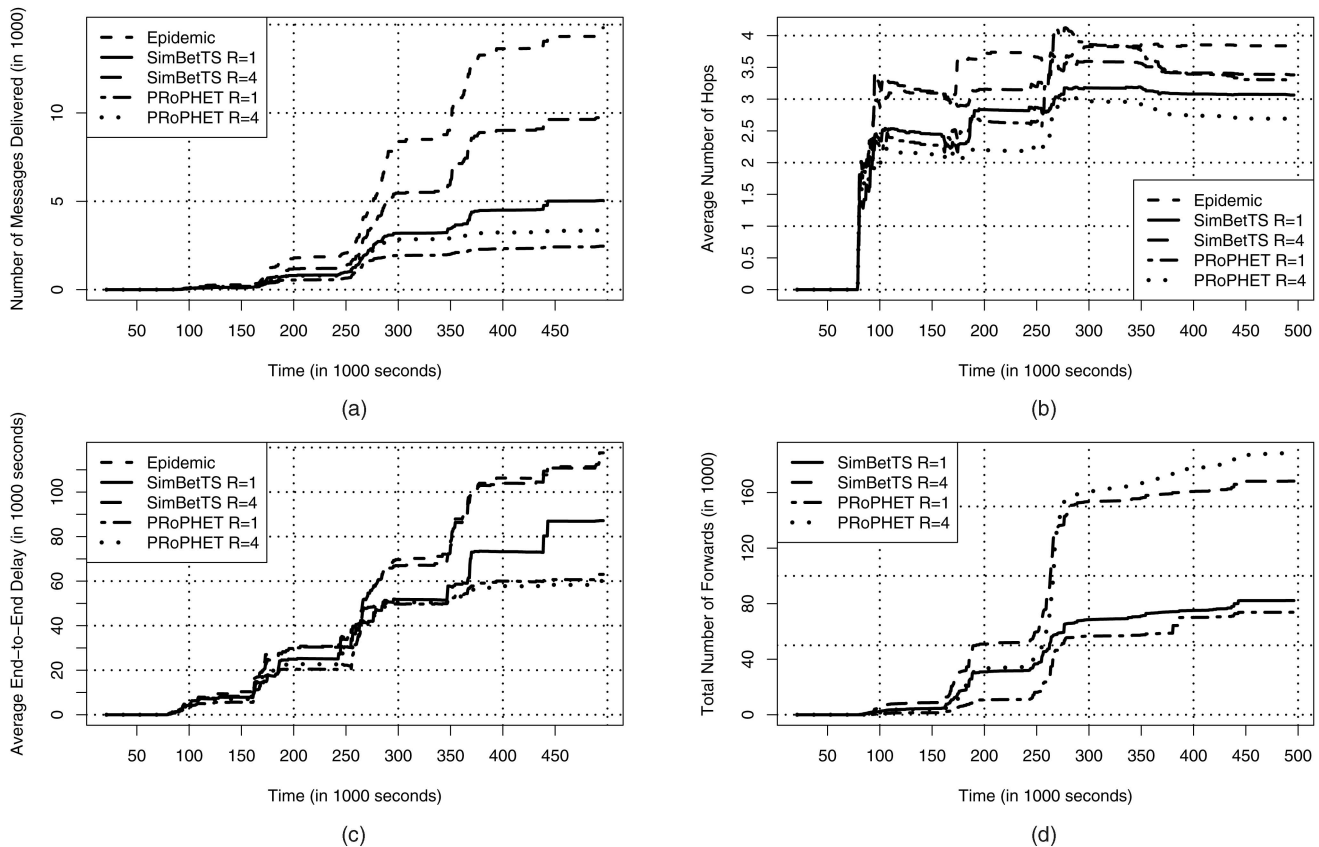 Number of Messages Delivered (in 1000)
10
5
0
Epidemic
SimBetTS R=1
SimBetTS R=4
PRoPHET R=1
PRoPHET R=4
50 100 150 200 250 300 350 400 450
Time (in 1000 seconds)
(a)
Average Number of Hops
4
3.5
3
2.5
2
1.5
1
0.5
0
Epidemic
SimBetTS R=1
SimBetTS R=4
PRoPHET R=1
PRoPHET R=4
50 100 150 200 250 300 350 400 450 500
Time (in 1000 seconds)
(b)
Average End-to-End Delay (in 1000 seconds)
100
80
60
40
20
0
Epidemic
SimBetTS R=1
SimBetTS R=4
PRoPHET R=1
PRoPHET R=4
50 100 150 200 250 300 350 400 450
Time (in 1000 seconds)
(c)
Total Number of Forwards (in 1000)
160
120
80
40
0
SimBetTS R=1
SimBetTS R=4
PRoPHET R=1
PRoPHET R=4
50 100 150 200 250 300 350 400 450 500
Time (in 1000 seconds)
(d)